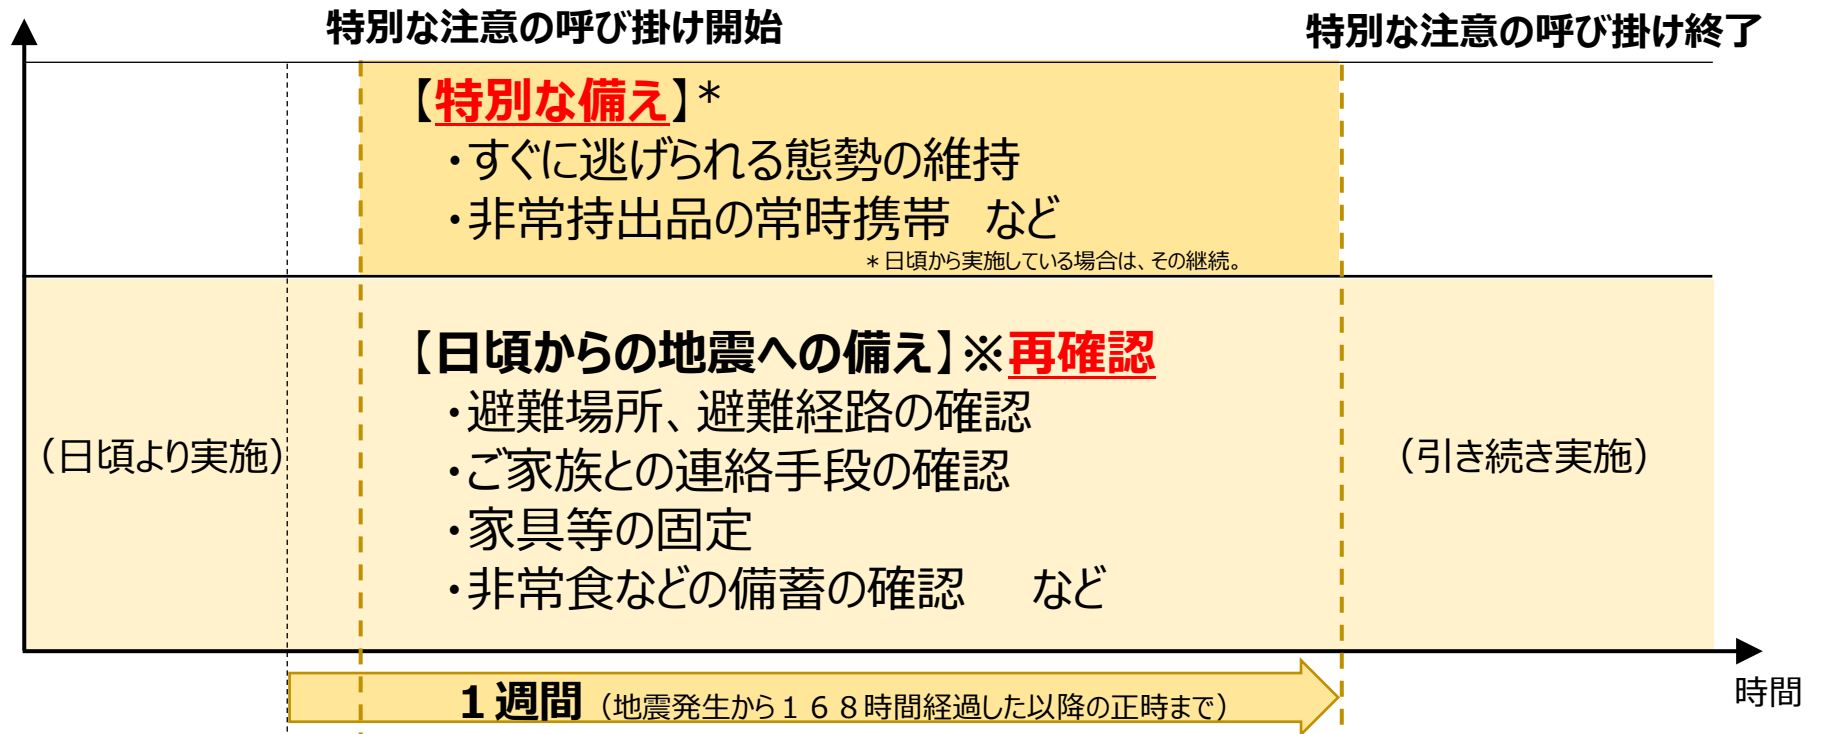 特別な注意の呼び掛け開始
特別な注意の呼び掛け終了
【特別な備え】*
・すぐに逃げられる態勢の維持
・非常持出品の常時携帯　など
*日頃から実施している場合は、その継続。
【日頃からの地震への備え】※再確認
・避難場所、避難経路の確認
・ご家族との連絡手段の確認
・家具等の固定
・非常食などの備蓄の確認　など
（日頃より実施）
（引き続き実施）
１週間（地震発生から１６８時間経過した以降の正時まで）
時間